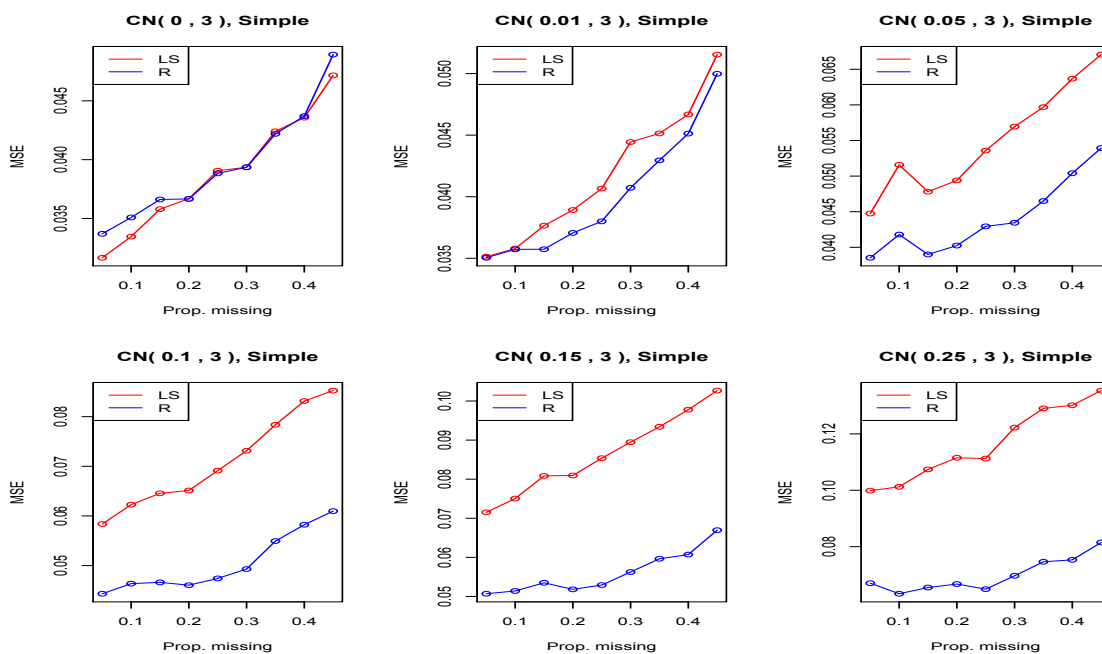 CN( 0 , 3 ), Simple
LS
R
MSE
0.035
0.040
0.045
0.1
0.2
0.3
0.4
Prop. missing
CN( 0.01 , 3 ), Simple
LS
R
MSE
0.030
0.035
0.040
0.045
0.050
0.1
0.2
0.3
0.4
Prop. missing
CN( 0.05 , 3 ), Simple
LS
R
MSE
0.040
0.045
0.050
0.055
0.060
0.065
0.1
0.2
0.3
0.4
Prop. missing
CN( 0.1 , 3 ), Simple
LS
R
MSE
0.05
0.06
0.07
0.08
0.1
0.2
0.3
0.4
Prop. missing
CN( 0.15 , 3 ), Simple
LS
R
MSE
0.05
0.06
0.07
0.08
0.09
0.10
0.1
0.2
0.3
0.4
Prop. missing
CN( 0.25 , 3 ), Simple
LS
R
MSE
0.08
0.10
0.12
0.1
0.2
0.3
0.4
Prop. missing